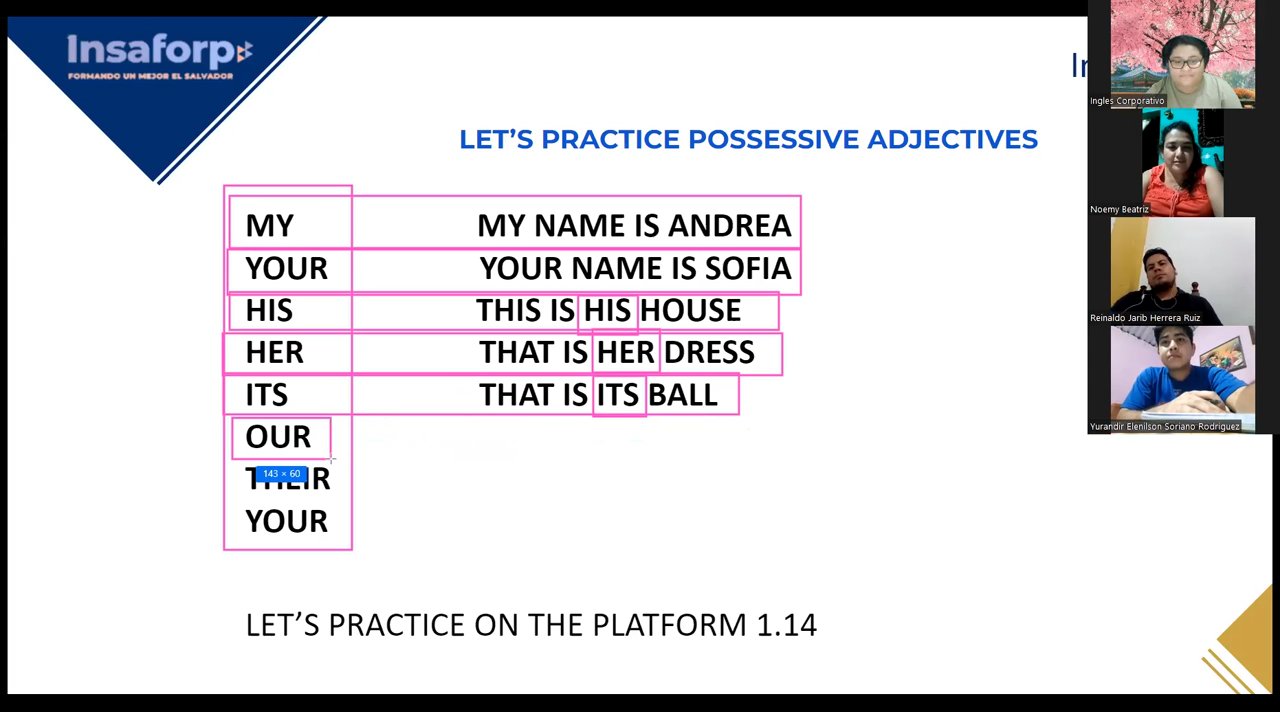 Insaforp
FORMANDO UN MEJOR EL SALVADOR
LET'S PRACTICE POSSESSIVE ADJECTIVES
MY MY NAME IS ANDREA
YOUR YOUR NAME IS SOFIA
HIS THIS IS HIS HOUSE
HER THAT IS HER DRESS
ITS THAT IS ITS BALL
OUR
143 × 60
THEIR
YOUR
LET'S PRACTICE ON THE PLATFORM 1.14
Ingles Corporativo
Noemy Beatriz
Reinaldo Jarib Herrera Ruiz
Yurandir Elenilson Soriano Rodriguez